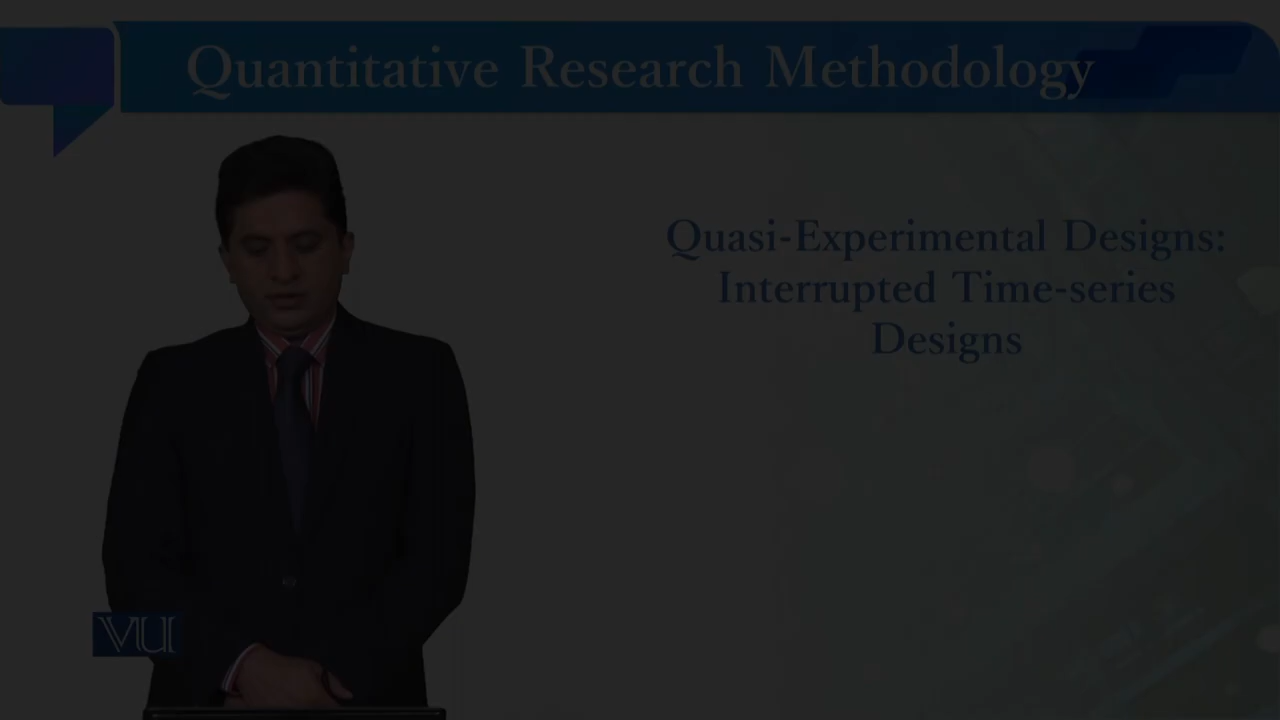 Quantitative Research Methodology
Quasi-Experimental Designs:
Interrupted Time-series
Designs
VU